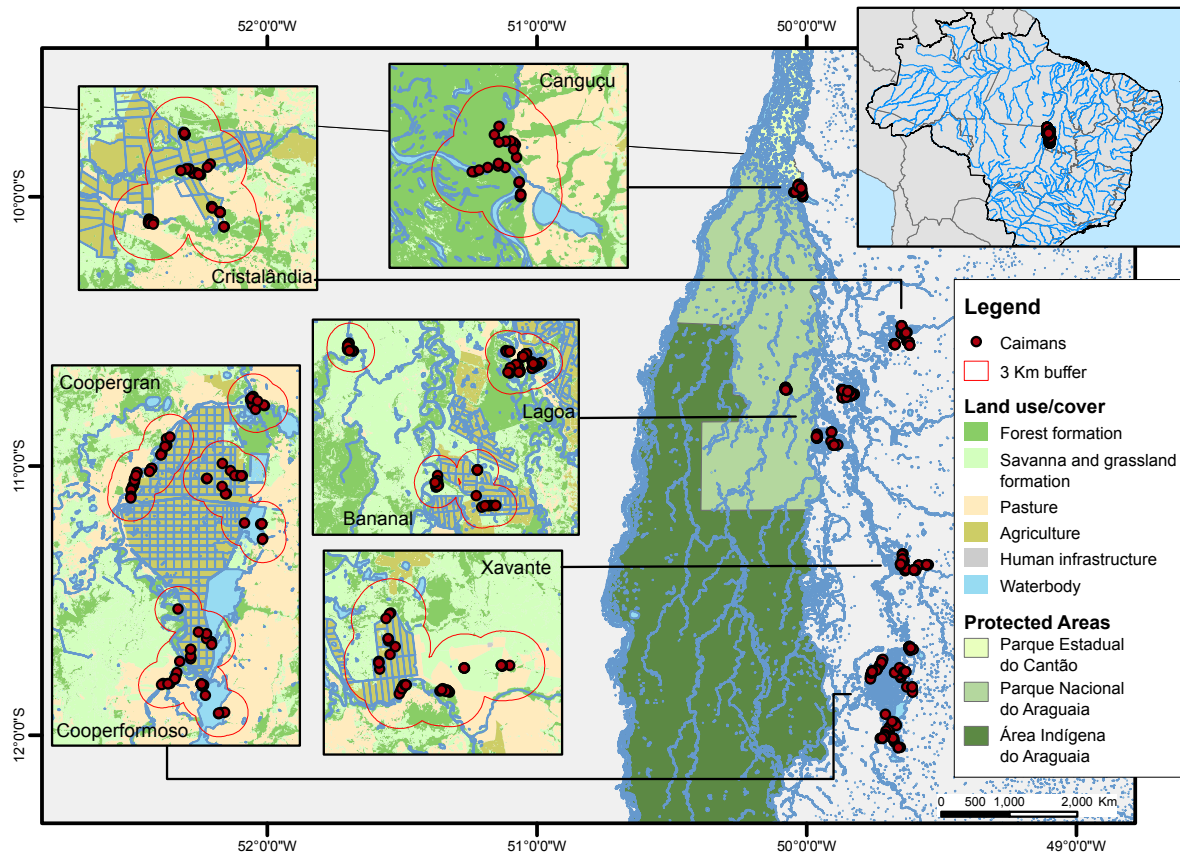 52°0'0"W
51°0'0"W
50°0'0"W
10°0'0"S
11°0'0"S
12°0'0"S
Canguçu
Cristalândia
Coopergran
Lagoa
Bananal
Xavante
Cooperformoso
Legend
Caimans
3 Km buffer
Land use/cover
Forest formation
Savanna and grassland
formation
Pasture
Agriculture
Human infrastructure
Waterbody
Protected Areas
Parque Estadual
do Cantão
Parque Nacional
do Araguaia
Área Indígena
do Araguaia
0 500 1,000 2,000 Km
52°0'0"W
51°0'0"W
50°0'0"W
49°0'0"W